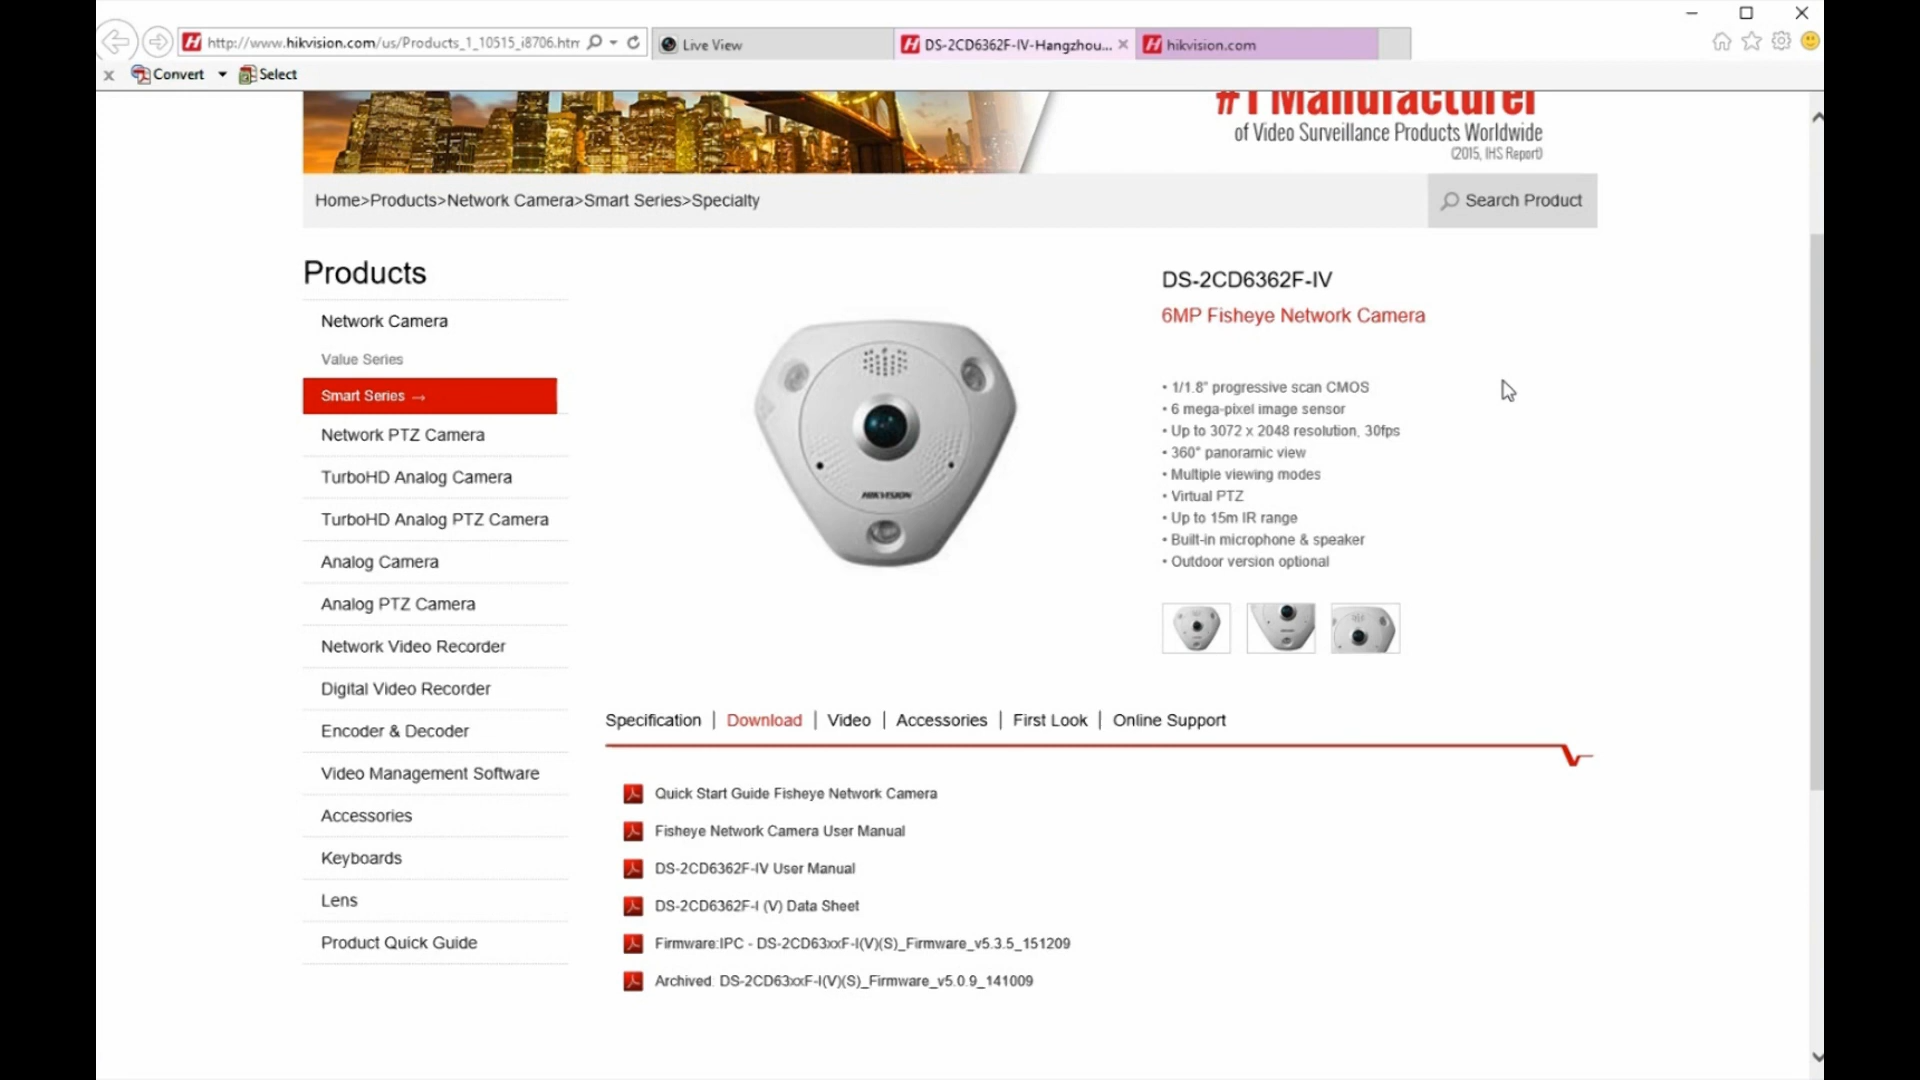 http://www.hikvision.com/us/Products_1_10515_i8706.htm
Live View
DS-2CD6362F-IV-Hangzhou...
hikvision.com
Convert
Select
#1 Manufacturer
of Video Surveillance Products Worldwide
(2015, IHS Report)
Home>Products>Network Camera>Smart Series>Specialty
Search Product
Products
Network Camera
Value Series
Smart Series →
Network PTZ Camera
TurboHD Analog Camera
TurboHD Analog PTZ Camera
Analog Camera
Analog PTZ Camera
Network Video Recorder
Digital Video Recorder
Encoder & Decoder
Video Management Software
Accessories
Keyboards
Lens
Product Quick Guide
HIKVISION
DS-2CD6362F-IV
6MP Fisheye Network Camera
• 1/1.8" progressive scan CMOS
• 6 mega-pixel image sensor
• Up to 3072 x 2048 resolution, 30fps
• 360° panoramic view
• Multiple viewing modes
• Virtual PTZ
• Up to 15m IR range
• Built-in microphone & speaker
• Outdoor version optional
Specification | Download | Video | Accessories | First Look | Online Support
Quick Start Guide Fisheye Network Camera
Fisheye Network Camera User Manual
DS-2CD6362F-IV User Manual
DS-2CD6362F-I (V) Data Sheet
Firmware:IPC - DS-2CD63xxF-I(V)(S)_Firmware_v5.3.5_151209
Archived. DS-2CD63xxF-I(V)(S)_Firmware_v5.0.9_141009